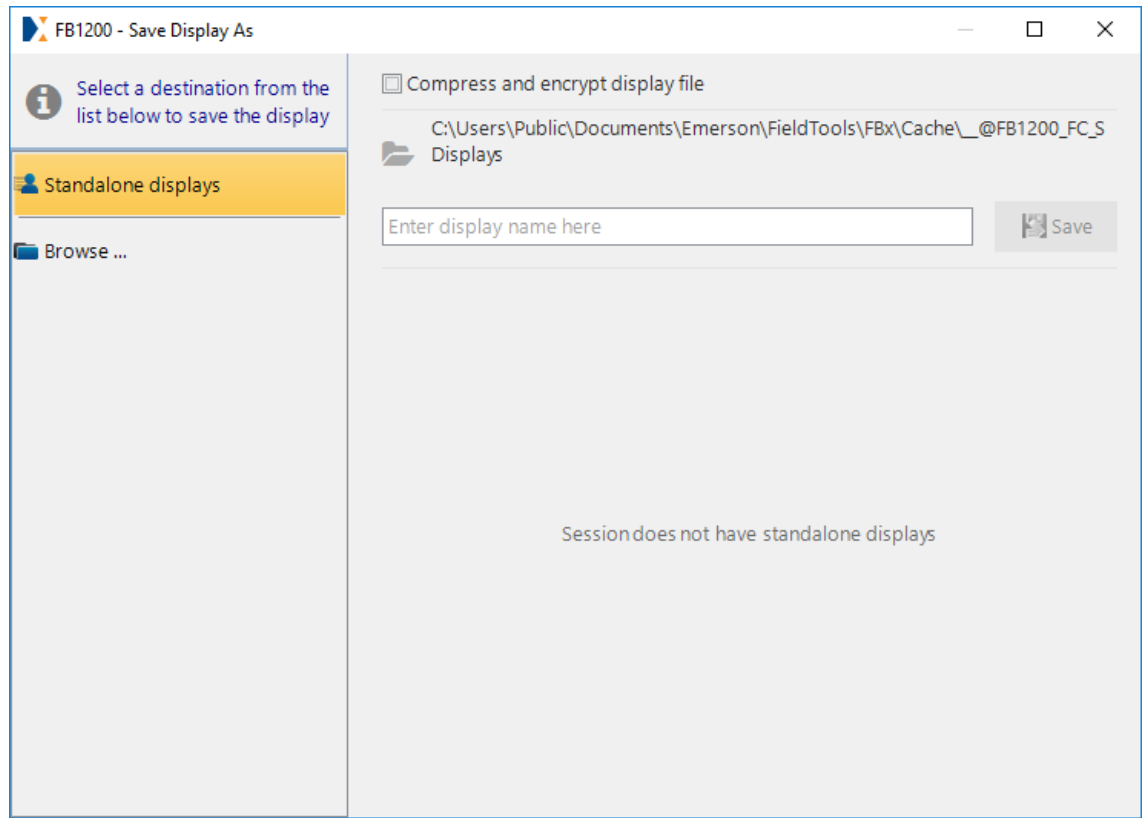 FB1200 - Save Display As
Select a destination from the
list below to save the display
Standalone displays
Browse ...
Compress and encrypt display file
C:\Users\Public\Documents\Emerson\FieldTools\FBx\Cache\__@FB1200_FC_S
Displays
Enter display name here
Save
Session does not have standalone displays